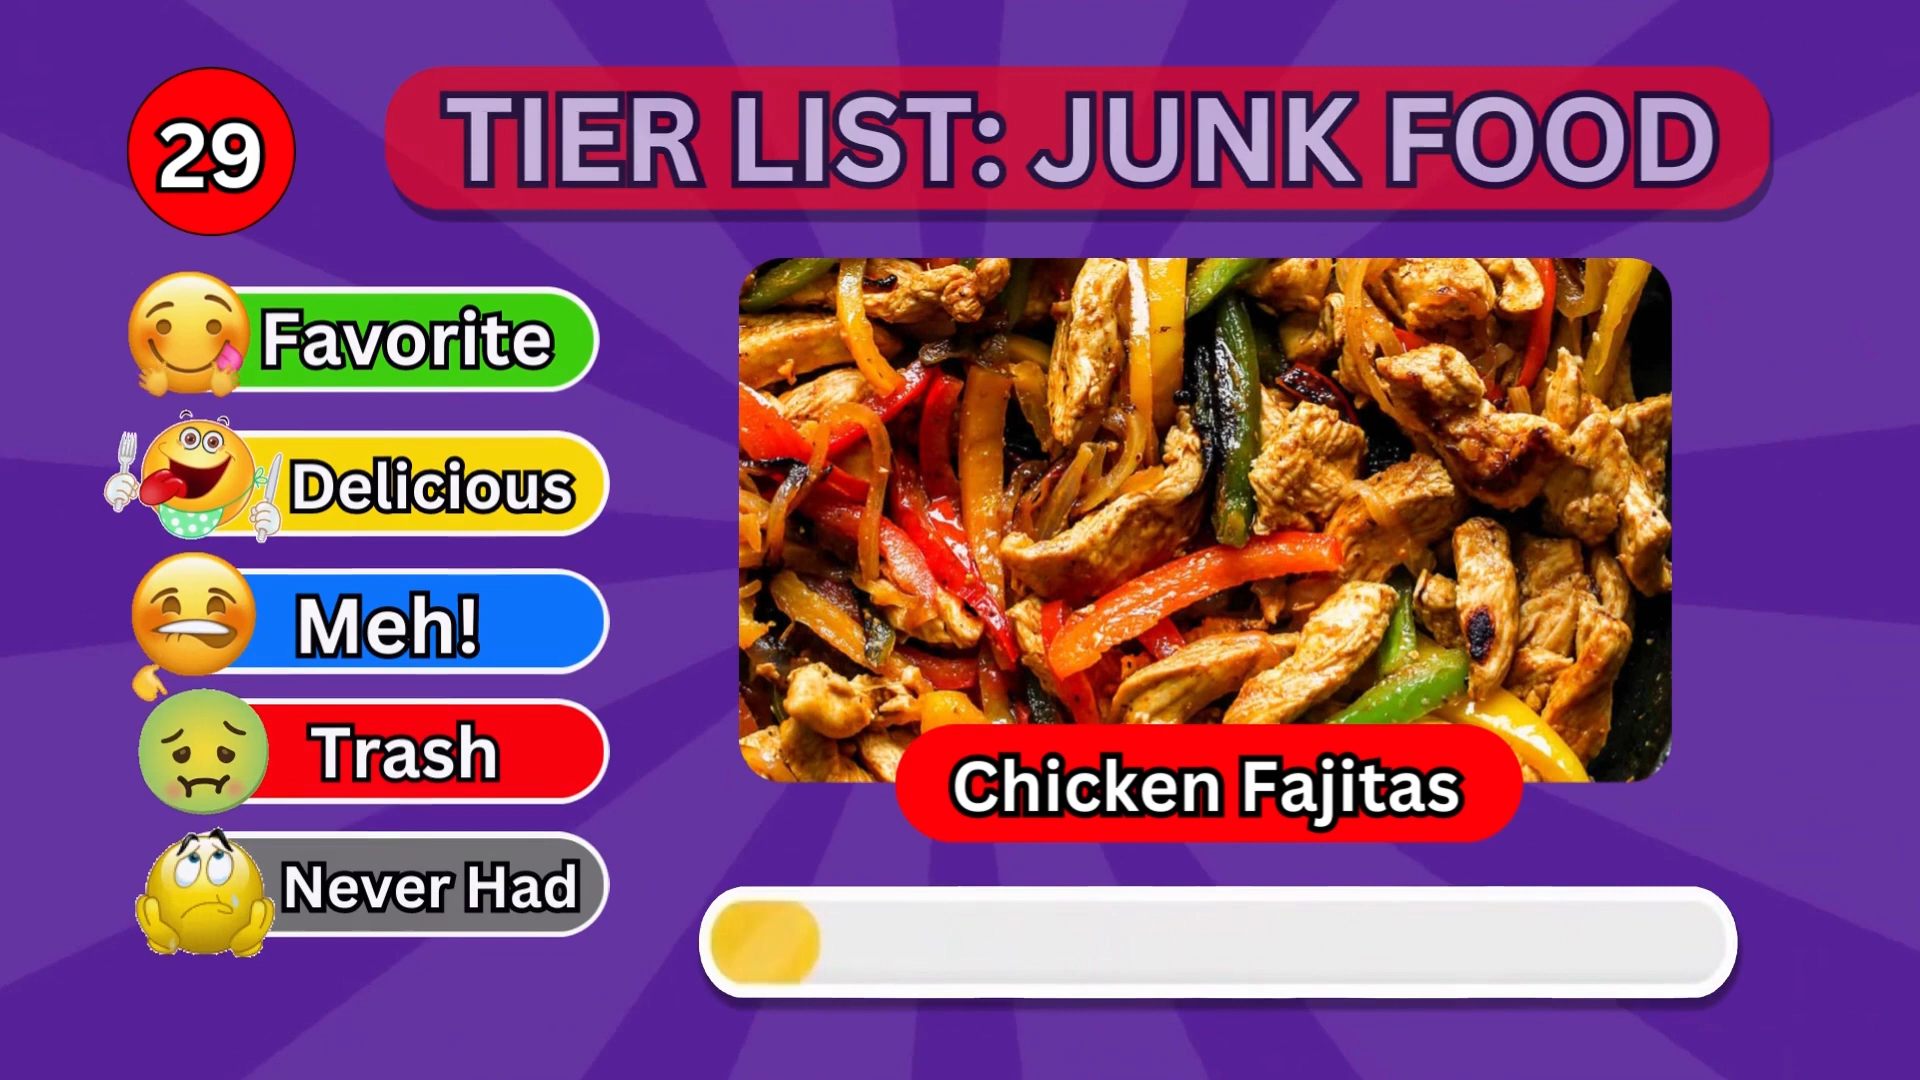 29
TIER LIST: JUNK FOOD
Favorite
Delicious
Meh!
Trash
Never Had
Chicken Fajitas